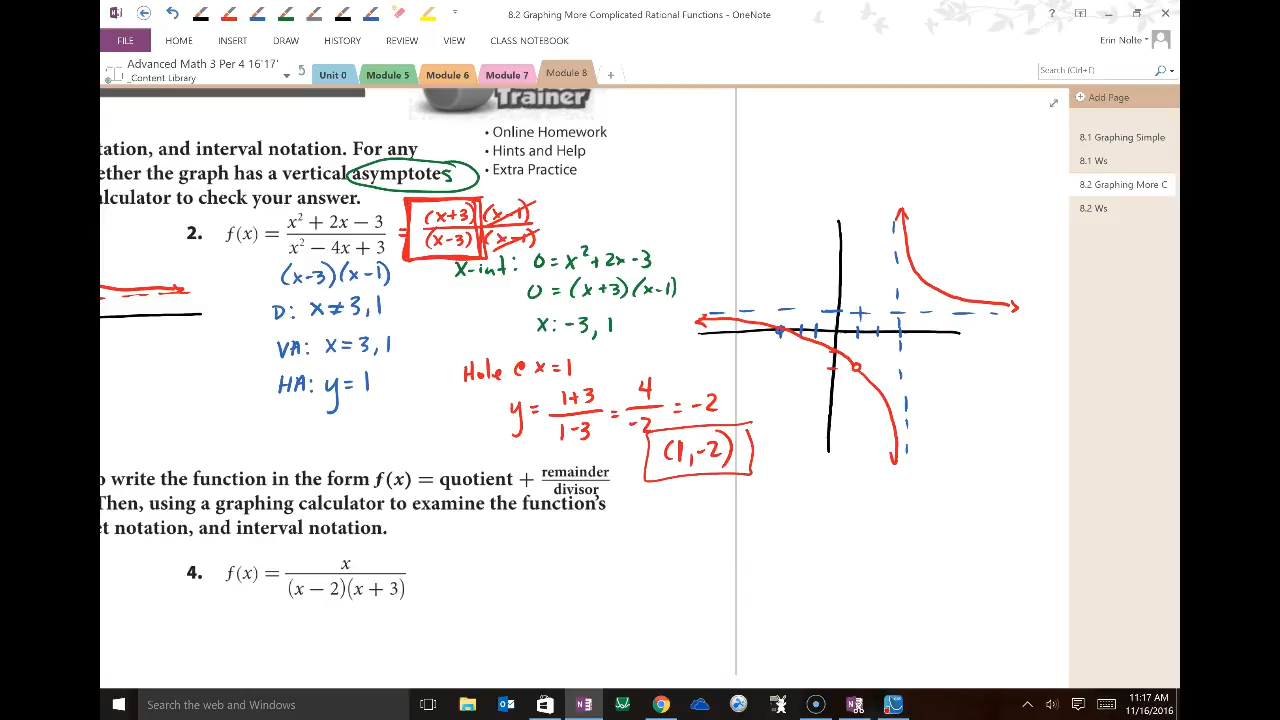 8.2 Graphing More Complicated Rational Functions - OneNote
FILE HOME INSERT DRAW HISTORY REVIEW VIEW CLASS NOTEBOOK
Erin Nolte
Advanced Math 3 Per 4 16'17'
_Content Library
5
Unit 0 Module 5 Module 6 Module 7 Module 8
Search (Ctrl+E)
Add Page
8.1 Graphing Simple
8.1 Ws
8.2 Graphing More C
8.2 Ws
Trainer
• Online Homework
• Hints and Help
• Extra Practice
tation, and interval notation. For any
ether the graph has a vertical asymptotes
alculator to check your answer.
2. f(x) = x² + 2x − 3 / x² − 4x + 3 = (x+3)(x-1) / (x-3)(x-1)
(x-3)(x-1)
D: x ≠ 3, 1
VA: x = 3, 1
HA: y = 1
x-int: 0 = x² + 2x - 3
0 = (x+3)(x-1)
x: -3, 1
Hole @ x = 1
y = 1+3 / 1-3 = 4 / -2 = -2
(1, -2)
o write the function in the form f(x) = quotient + remainder / divisor,
Then, using a graphing calculator to examine the function's
et notation, and interval notation.
4. f(x) = x / (x − 2)(x + 3)
Search the web and Windows
11:17 AM
11/16/2016